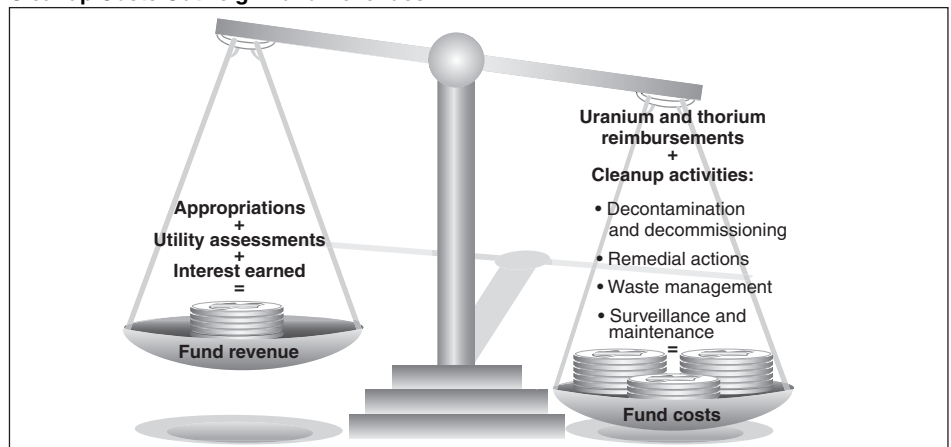 Appropriations
+
Utility assessments
+
Interest earned
=
Fund revenue
Uranium and thorium
reimbursements
+
Cleanup activities:
• Decontamination
and decommissioning
• Remedial actions
• Waste management
• Surveillance and
maintenance
=
Fund costs